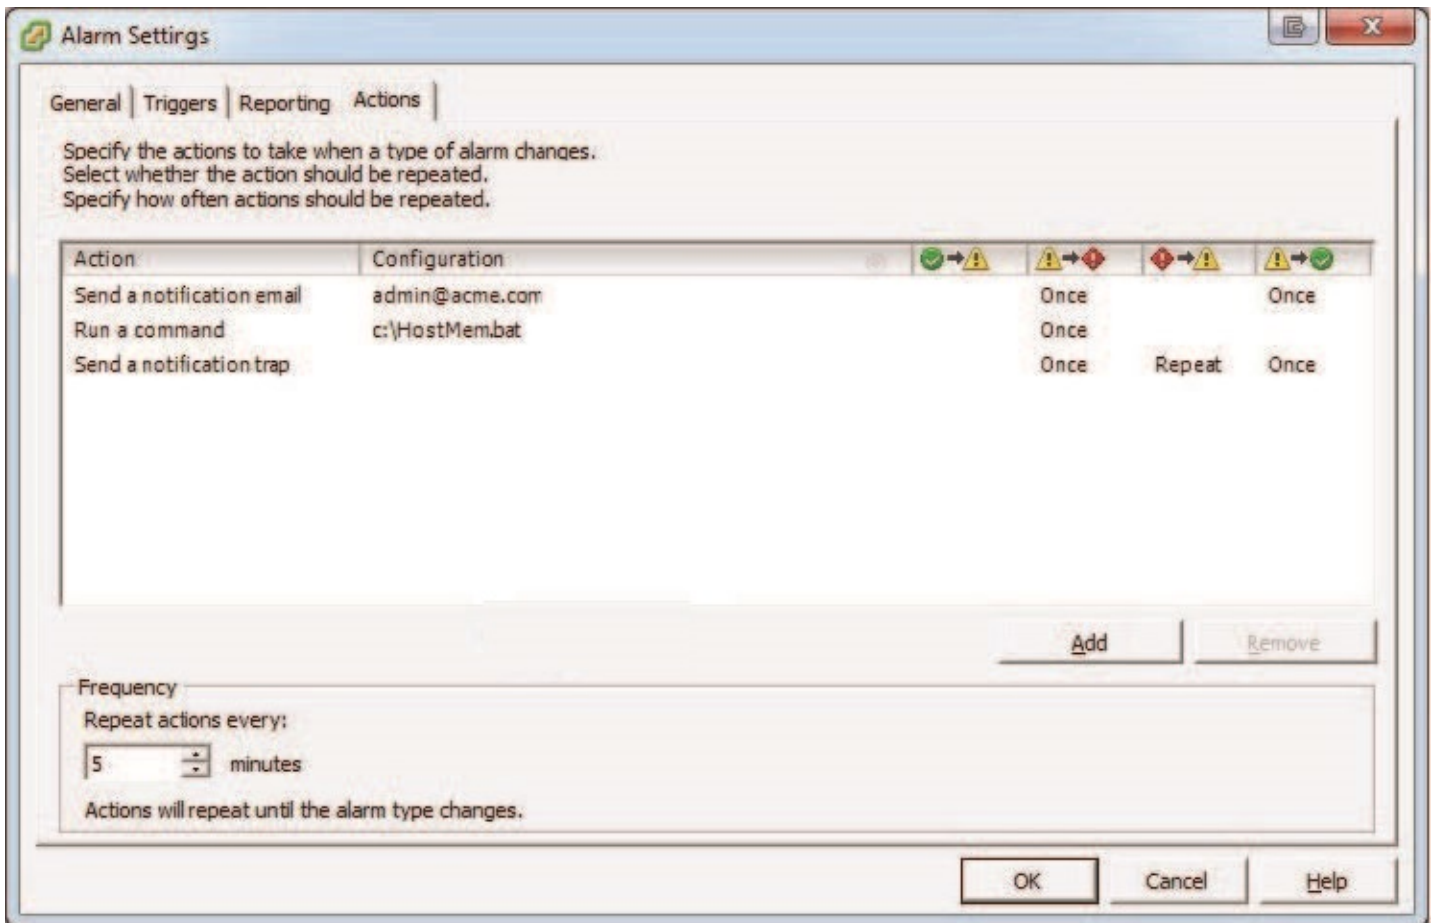 Alarm Settings
General Triggers Reporting Actions
Specify the actions to take when a type of alarm changes.
Select whether the action should be repeated.
Specify how often actions should be repeated.
Action Configuration
Send a notification email admin@acme.com Once Once
Run a command c:\HostMem.bat Once
Send a notification trap Once Repeat Once
Add Remove
Frequency
Repeat actions every:
5 minutes
Actions will repeat until the alarm type changes.
OK Cancel Help